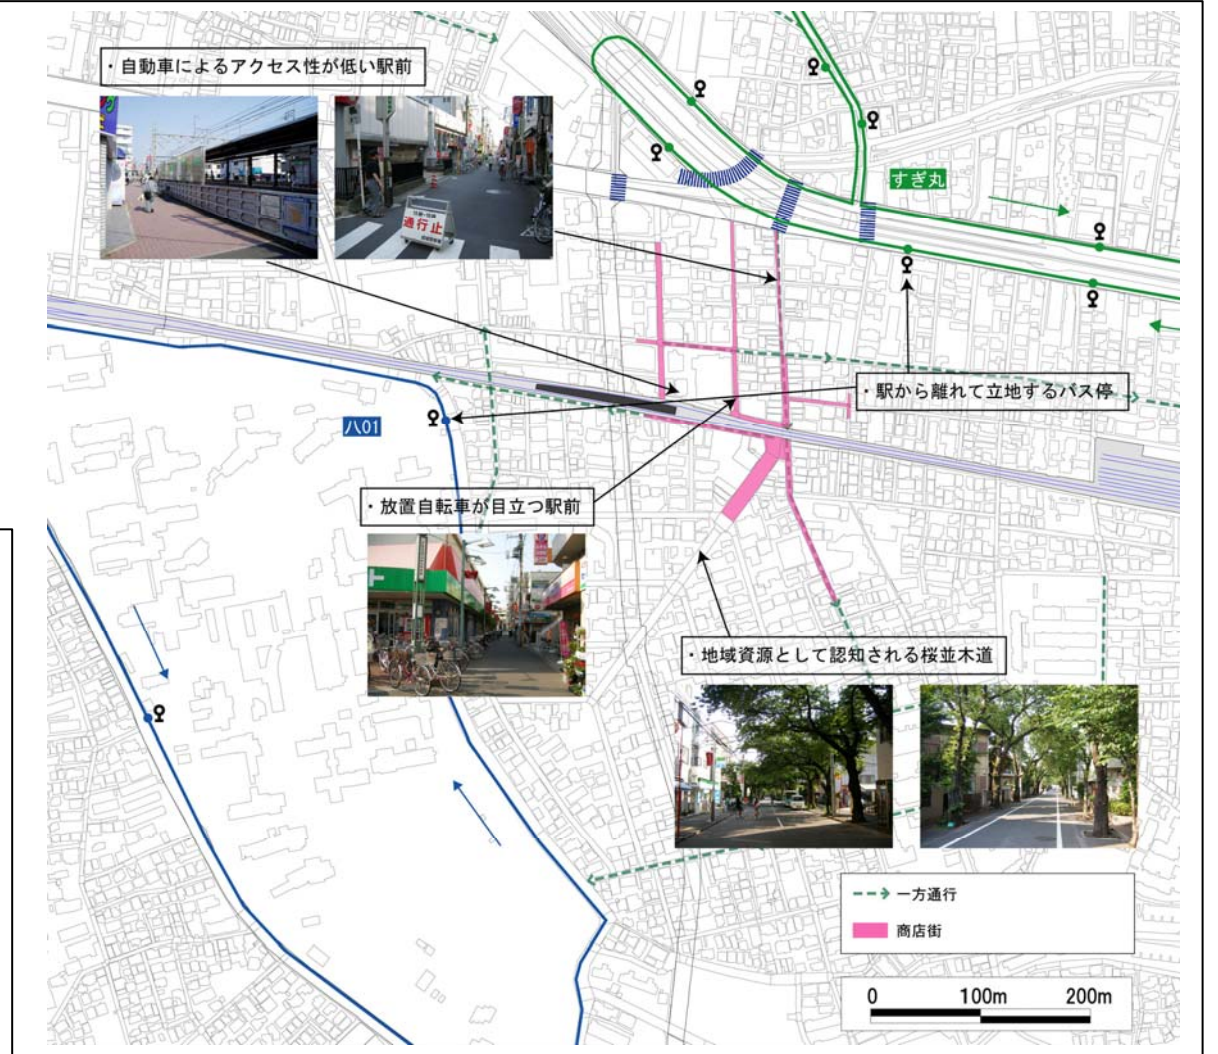 ・自動車によるアクセス性が低い駅前
通行止
すぎ丸
・駅から離れて立地するバス停
八01
・放置自転車が目立つ駅前
ト
・地域資源として認知される桜並木道
一方通行
商店街
0 100m 200m